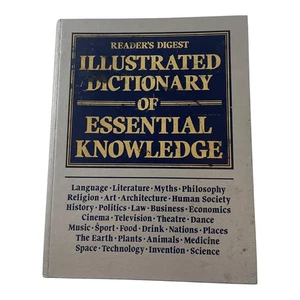 READER'S DIGEST
ILLUSTRATED
DICTIONARY
OF
ESSENTIAL
KNOWLEDGE
Language · Literature · Myths · Philosophy
Religion · Art · Architecture · Human Society
History · Politics · Law · Business · Economics
Cinema · Television · Theatre · Dance
Music · Sport · Food · Drink · Nations · Places
The Earth · Plants · Animals · Medicine
Space · Technology · Invention · Science